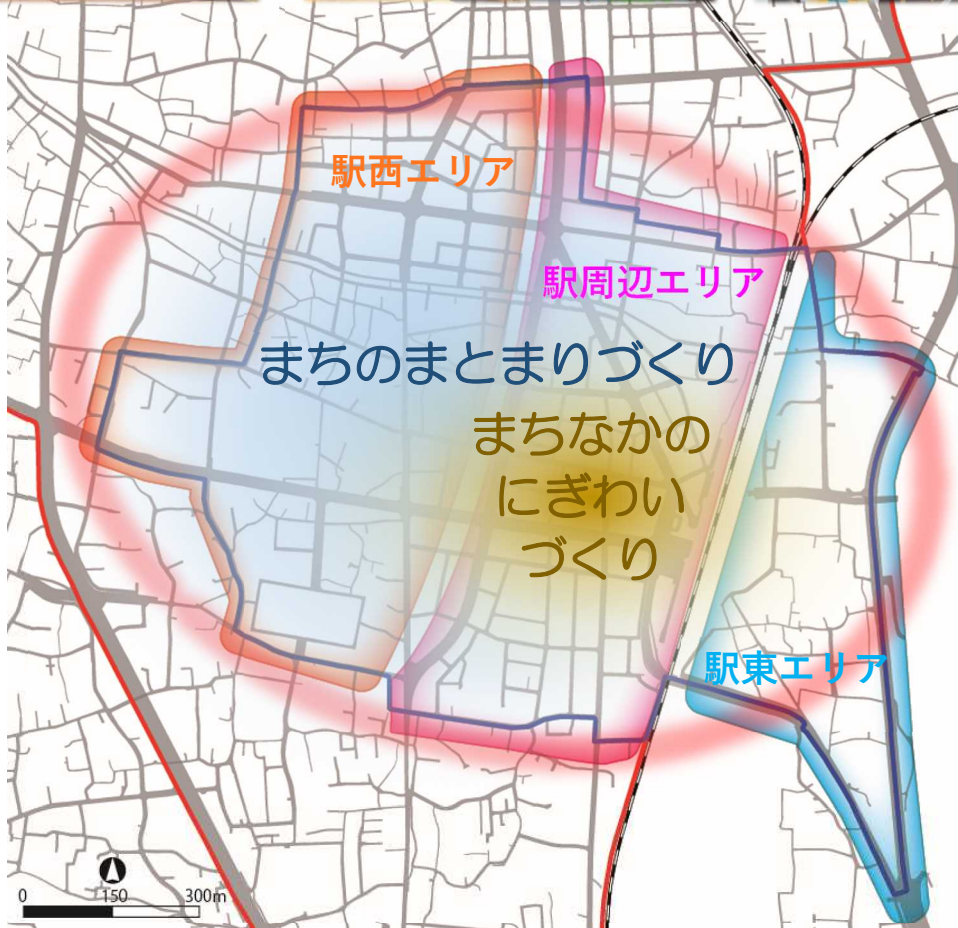 駅西エリア
駅周辺エリア
まちのまとまりづくり
まちなかの
にぎわい
づくり
駅東エリア
0 150 300m